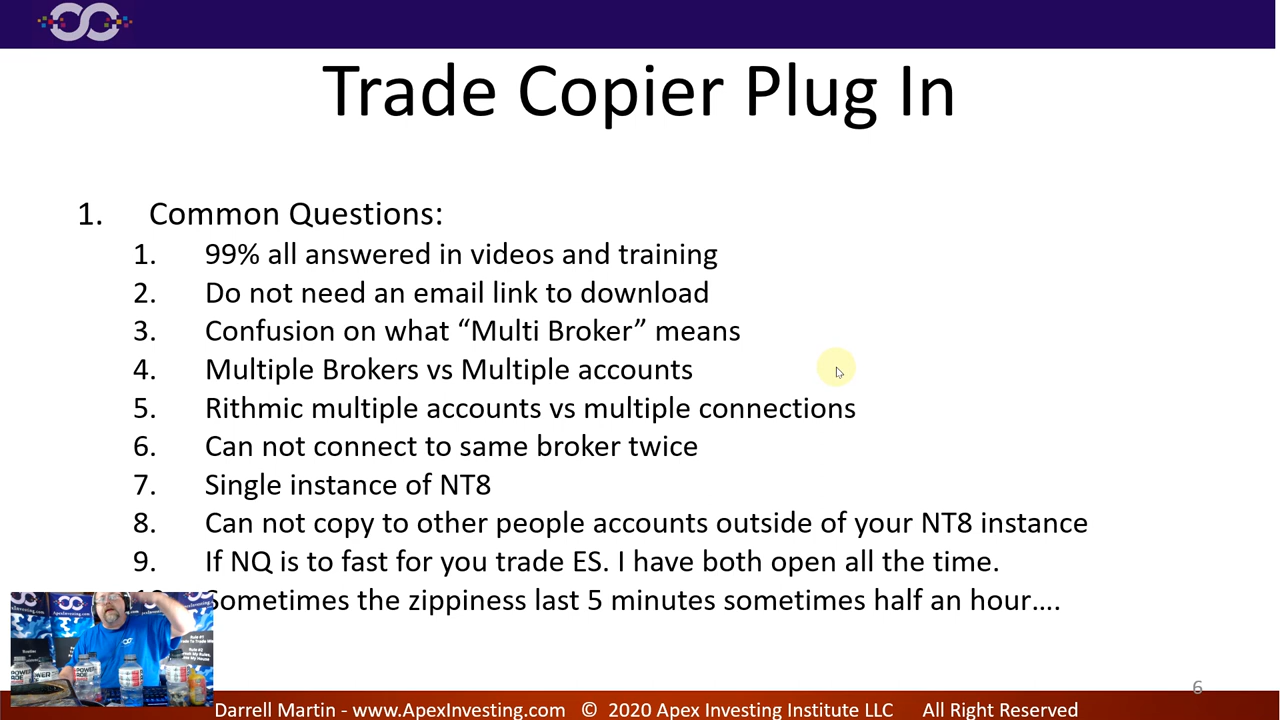 Trade Copier Plug In
1. Common Questions:
1. 99% all answered in videos and training
2. Do not need an email link to download
3. Confusion on what “Multi Broker” means
4. Multiple Brokers vs Multiple accounts
5. Rithmic multiple accounts vs multiple connections
6. Can not connect to same broker twice
7. Single instance of NT8
8. Can not copy to other people accounts outside of your NT8 instance
9. If NQ is to fast for you trade ES. I have both open all the time.
Sometimes the zippiness last 5 minutes sometimes half an hour....
6
Darrell Martin - www.ApexInvesting.com © 2020 Apex Investing Institute LLC All Right Reserved